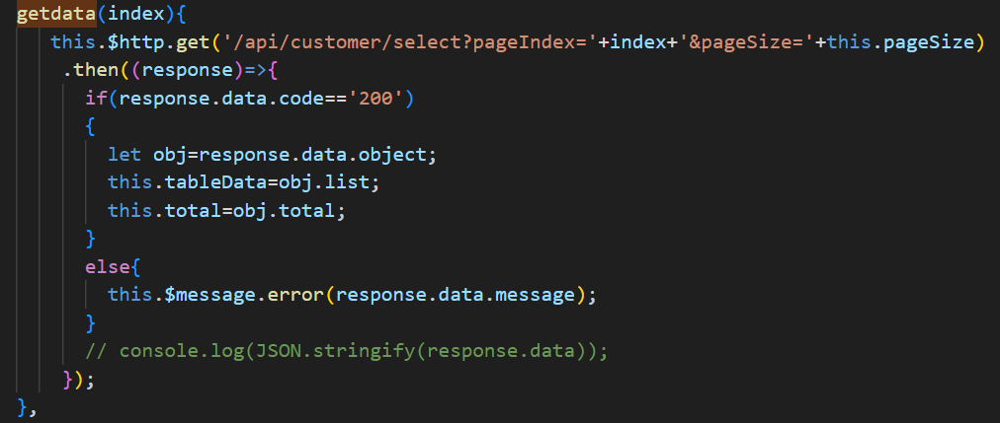 getdata(index){
this.$http.get('/api/customer/select?pageIndex='+index+'&pageSize='+this.pageSize)
.then((response)=>{
if(response.data.code=='200')
{
let obj=response.data.object;
this.tableData=obj.list;
this.total=obj.total;
}
else{
this.$message.error(response.data.message);
}
// console.log(JSON.stringify(response.data));
});
},